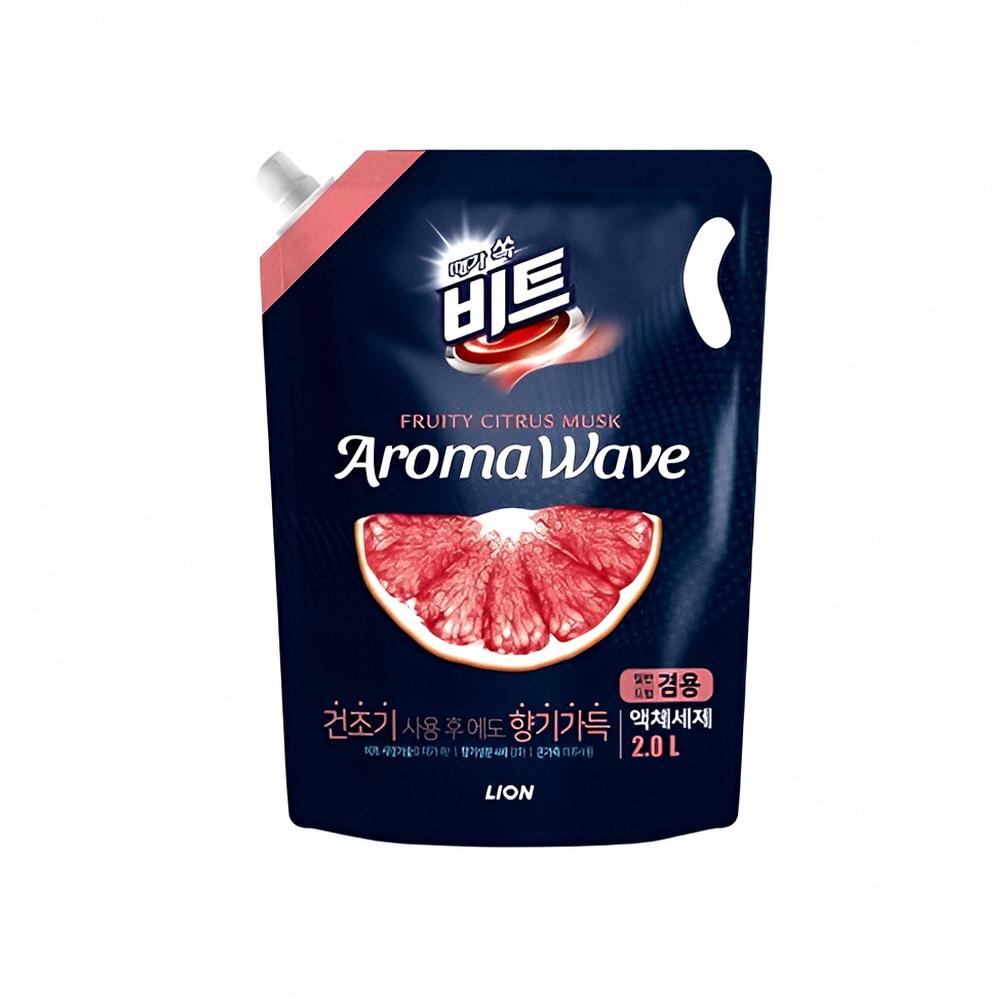 때가 쏙
비트
FRUITY CITRUS MUSK
Aroma Wave
겸용
건조기 사용 후 에도 향기가득
액체세제
2.0 L
LION